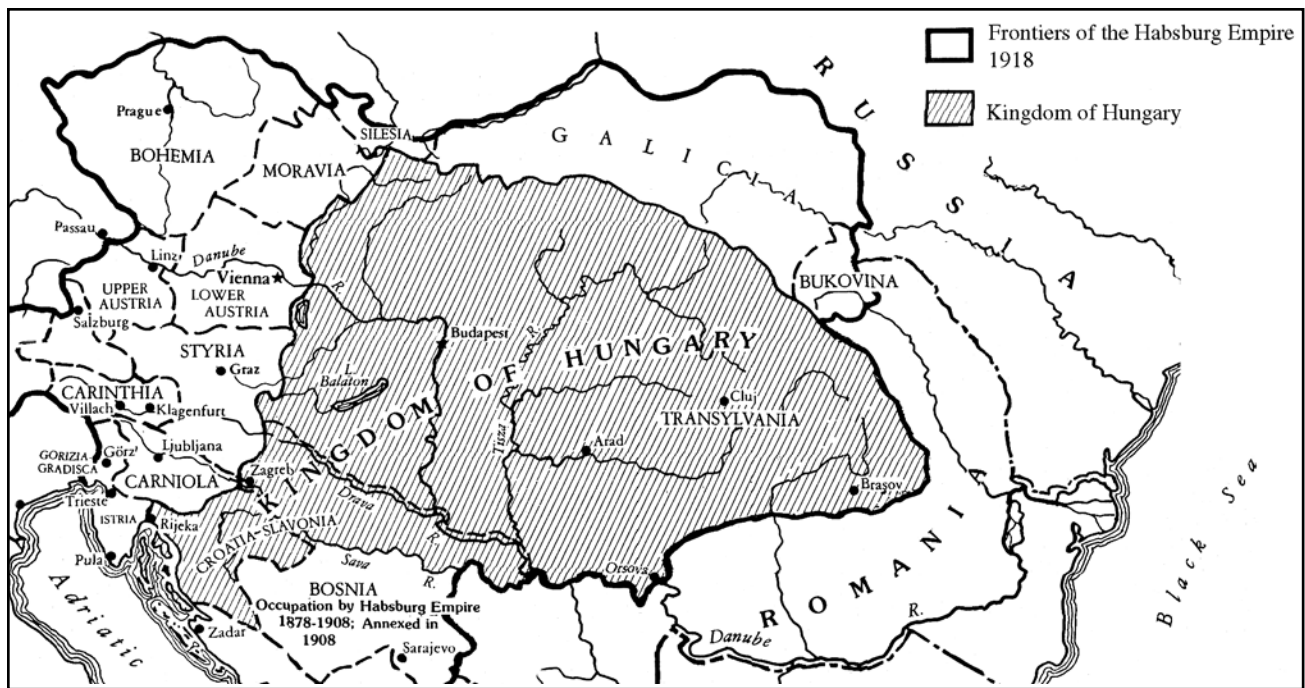 Frontiers of the Habsburg Empire
1918
Kingdom of Hungary
RUSSIA
Prague
BOHEMIA
SILESIA
MORAVIA
GALICIA
Passau
Linz
Danube
Vienna
R.
UPPER
AUSTRIA
LOWER
AUSTRIA
Salzburg
BUKOVINA
STYRIA
Graz
Budapest
R.
KINGDOM OF HUNGARY
L.
Balaton
CARINTHIA
Villach
Klagenfurt
Cluj
TRANSYLVANIA
Ljubljana
Görz
GORIZIA
GRADISCA
CARNIOLA
Zagreb
Arad
Brașov
Trieste
ISTRIA
Rijeka
Drava
R.
CROATIA-SLAVONIA
Pula
Sava
R.
BOSNIA
Occupation by Habsburg Empire
1878-1908; Annexed in
1908
Orsova
ROMANIA
R.
Danube
Zadar
Sarajevo
Adriatic
Black Sea